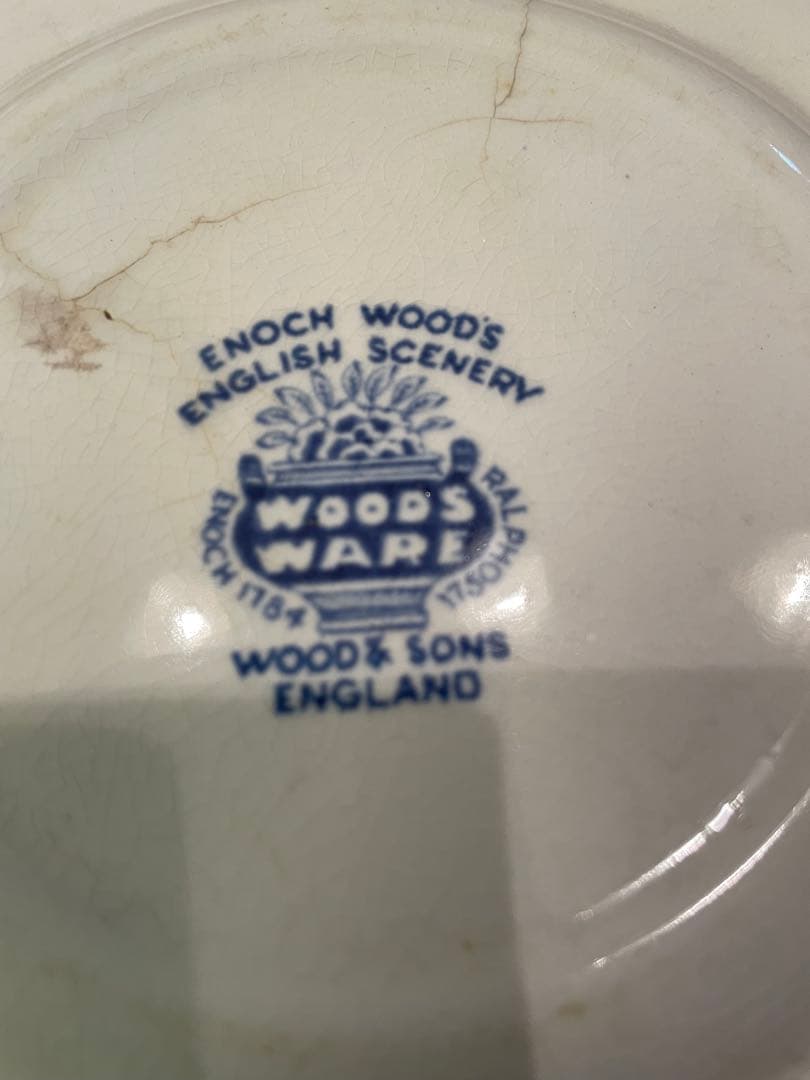 ENOCH WOOD'S
ENGLISH SCENERY
WOODS
WARE
ENOCH 1784
RALPH 1750
WOOD & SONS
ENGLAND